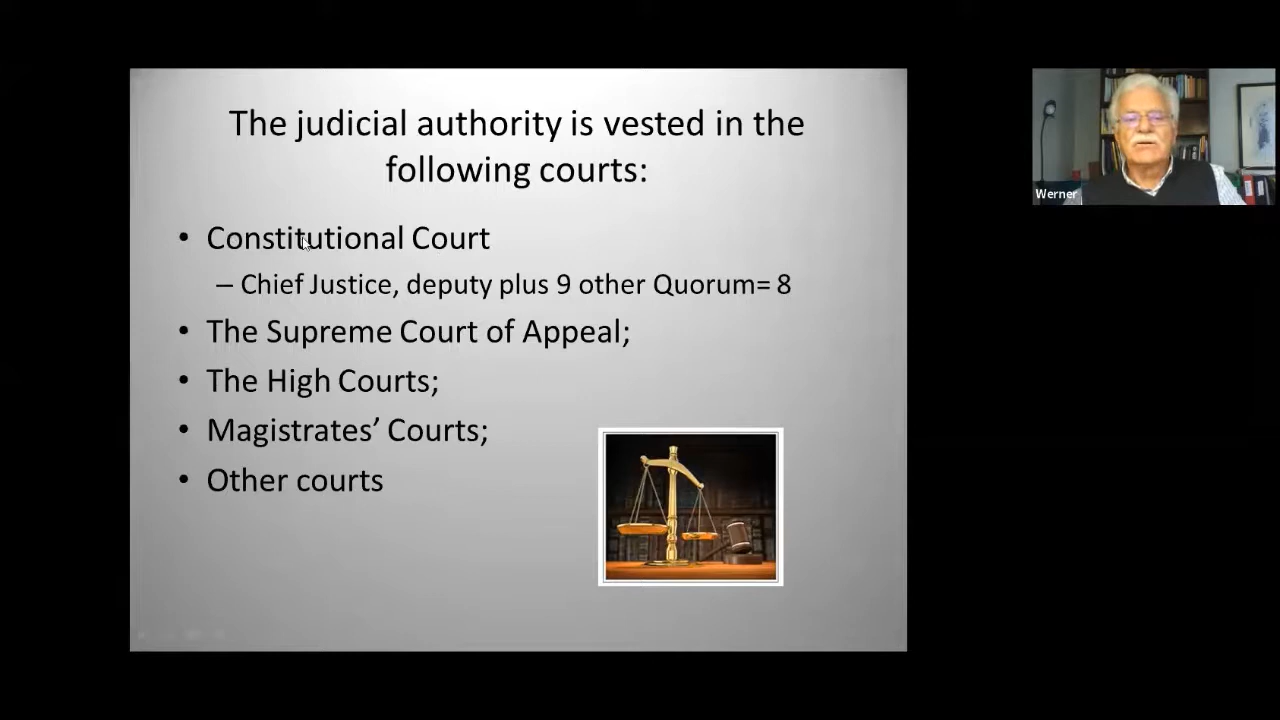 The judicial authority is vested in the
following courts:
• Constitutional Court
– Chief Justice, deputy plus 9 other Quorum= 8
• The Supreme Court of Appeal;
• The High Courts;
• Magistrates’ Courts;
• Other courts
Werner